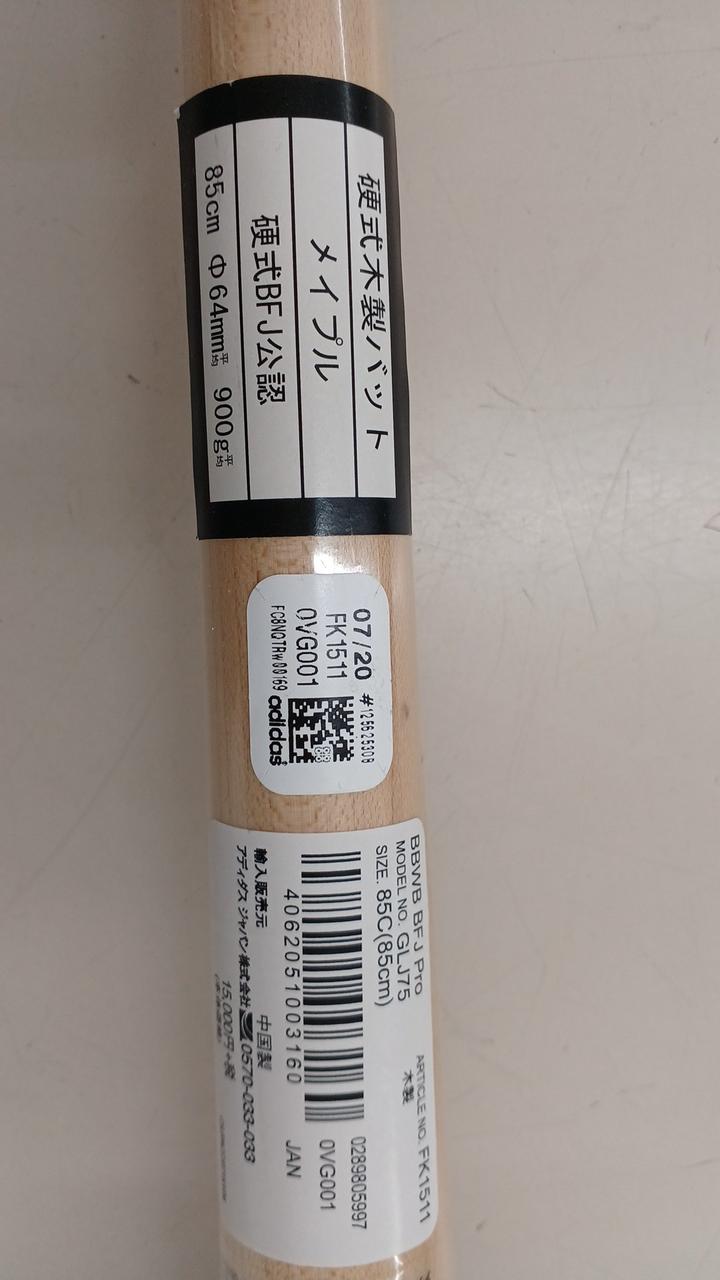 硬式木製バット
メイプル
硬式BFJ公認
85cm Φ64mm平均 900g平均
07/20 #125625308
FK1511
0VG001
FC8NQTRw00169 adidas
BBWB BFJ Pro ARTICLE NO. FK1511
MODEL NO. GLJ75 木製
SIZE. 85C(85cm)
0289805997
0VG001
4062051003160 JAN
輸入販売元 中国製
アディダス ジャパン株式会社 0570-033-033
15,000円+税